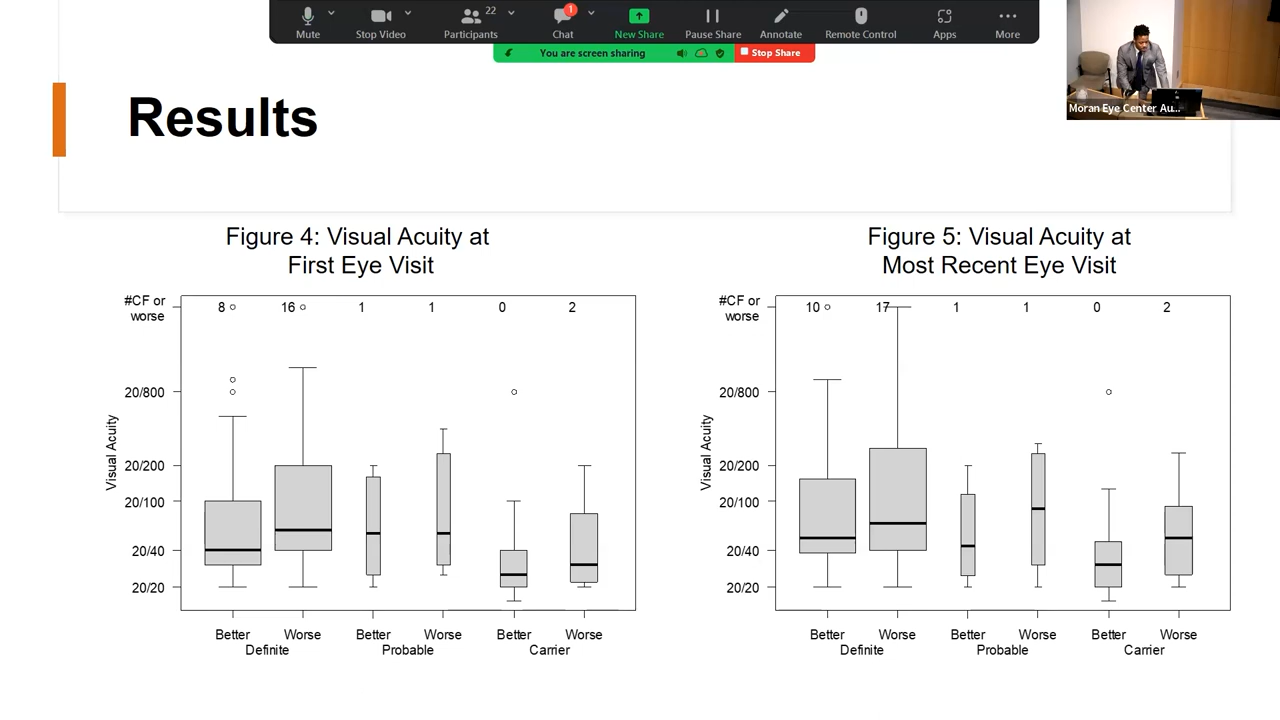 Mute
Stop Video
22
Participants
1
Chat
New Share
Pause Share
Annotate
Remote Control
Apps
More
You are screen sharing
Stop Share
Moran Eye Center Au...
Results
Figure 4: Visual Acuity at
First Eye Visit
#CF or
worse
8
16
1
1
0
2
20/800
20/200
20/100
20/40
20/20
Visual Acuity
Better
Worse
Better
Worse
Better
Worse
Definite
Probable
Carrier
Figure 5: Visual Acuity at
Most Recent Eye Visit
#CF or
worse
10
17
1
1
0
2
20/800
20/200
20/100
20/40
20/20
Visual Acuity
Better
Worse
Better
Worse
Better
Worse
Definite
Probable
Carrier